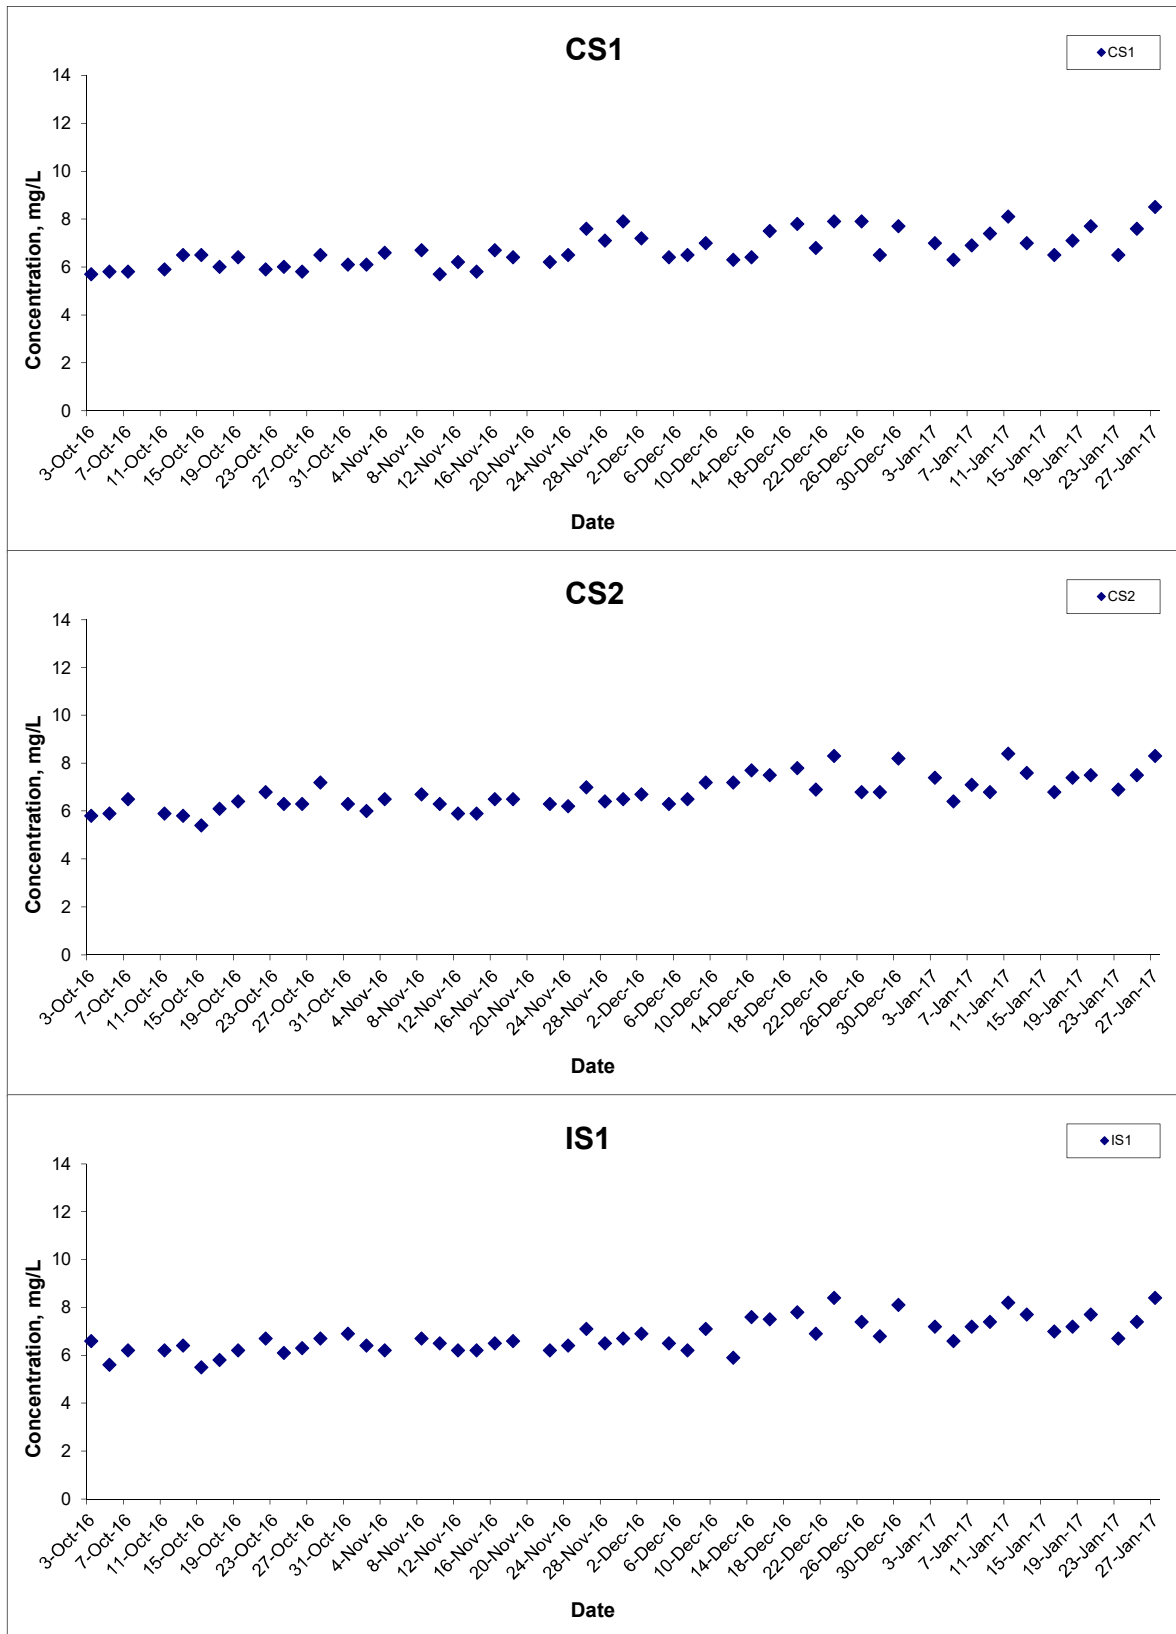 CS1
CS1
14
12
10
8
6
4
2
0
Concentration, mg/L
3-Oct-16
7-Oct-16
11-Oct-16
15-Oct-16
19-Oct-16
23-Oct-16
27-Oct-16
31-Oct-16
4-Nov-16
8-Nov-16
12-Nov-16
16-Nov-16
20-Nov-16
24-Nov-16
28-Nov-16
2-Dec-16
6-Dec-16
10-Dec-16
14-Dec-16
18-Dec-16
22-Dec-16
26-Dec-16
30-Dec-16
3-Jan-17
7-Jan-17
11-Jan-17
15-Jan-17
19-Jan-17
23-Jan-17
27-Jan-17
Date
CS2
CS2
14
12
10
8
6
4
2
0
Concentration, mg/L
3-Oct-16
7-Oct-16
11-Oct-16
15-Oct-16
19-Oct-16
23-Oct-16
27-Oct-16
31-Oct-16
4-Nov-16
8-Nov-16
12-Nov-16
16-Nov-16
20-Nov-16
24-Nov-16
28-Nov-16
2-Dec-16
6-Dec-16
10-Dec-16
14-Dec-16
18-Dec-16
22-Dec-16
26-Dec-16
30-Dec-16
3-Jan-17
7-Jan-17
11-Jan-17
15-Jan-17
19-Jan-17
23-Jan-17
27-Jan-17
Date
IS1
IS1
14
12
10
8
6
4
2
0
Concentration, mg/L
3-Oct-16
7-Oct-16
11-Oct-16
15-Oct-16
19-Oct-16
23-Oct-16
27-Oct-16
31-Oct-16
4-Nov-16
8-Nov-16
12-Nov-16
16-Nov-16
20-Nov-16
24-Nov-16
28-Nov-16
2-Dec-16
6-Dec-16
10-Dec-16
14-Dec-16
18-Dec-16
22-Dec-16
26-Dec-16
30-Dec-16
3-Jan-17
7-Jan-17
11-Jan-17
15-Jan-17
19-Jan-17
23-Jan-17
27-Jan-17
Date